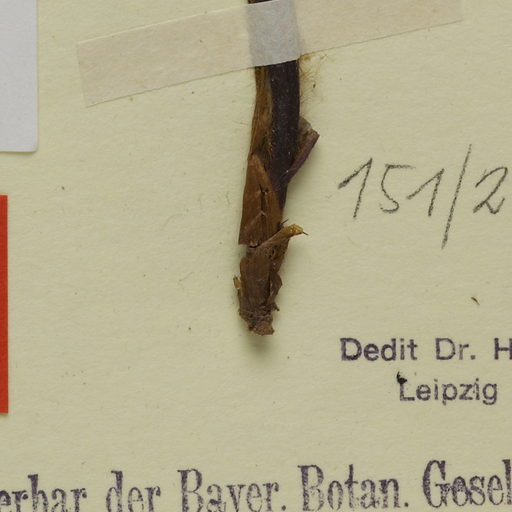 151/2
Dedit Dr. H
Leipzig
erbar der Bayer. Botan. Gesel